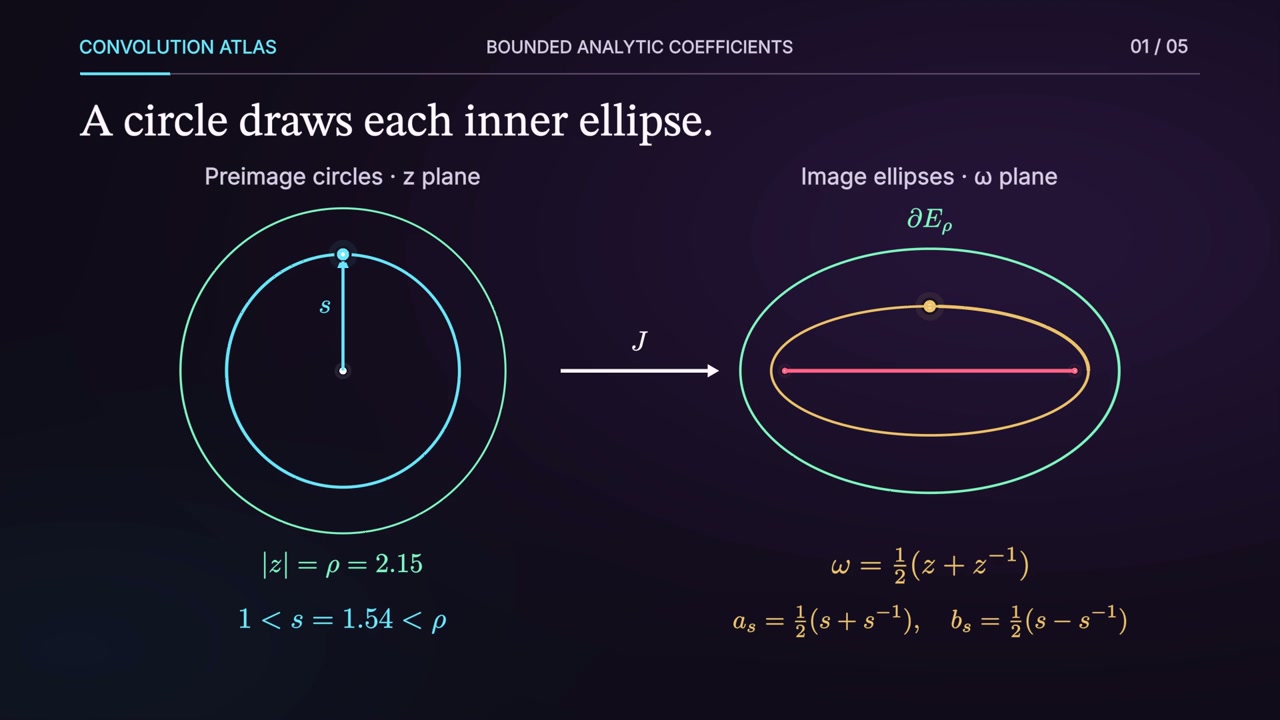 CONVOLUTION ATLAS
BOUNDED ANALYTIC COEFFICIENTS
01 / 05
A circle draws each inner ellipse.
Preimage circles · z plane
Image ellipses · ω plane
∂E_ρ
s
J
|z| = ρ = 2.15
ω = ½(z + z⁻¹)
1 < s = 1.54 < ρ
a_s = ½(s + s⁻¹),   b_s = ½(s − s⁻¹)